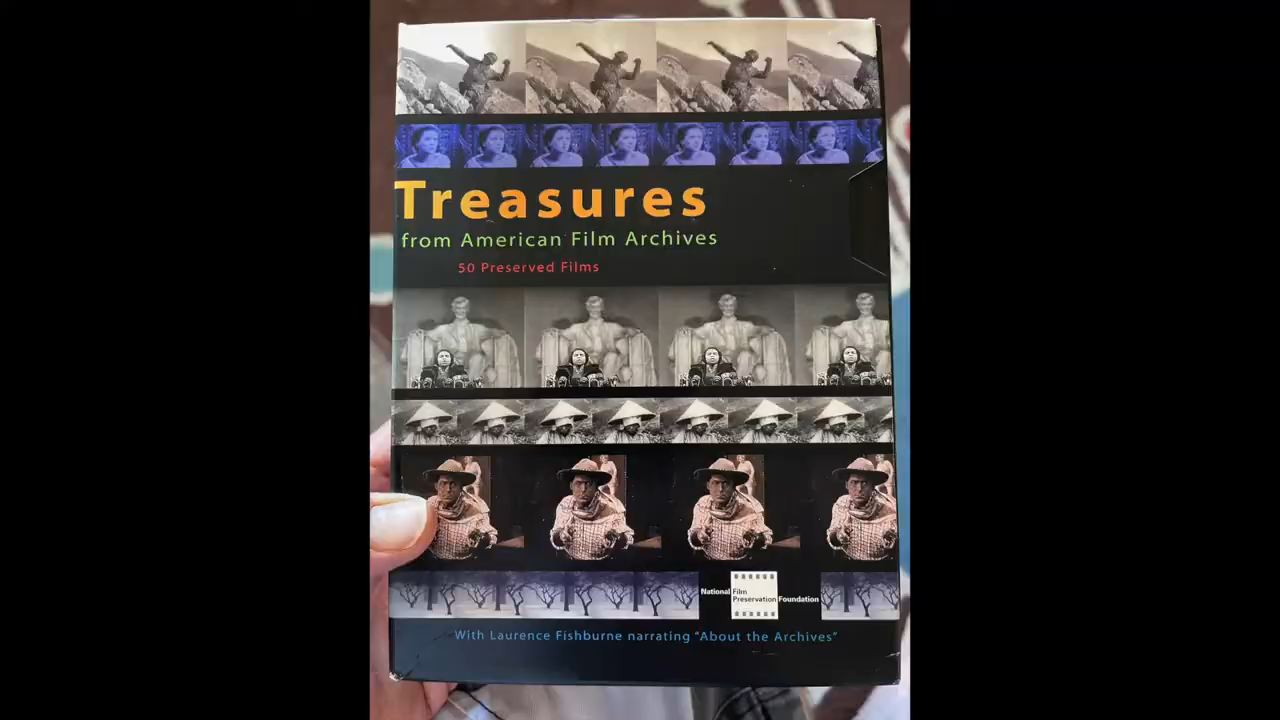 Treasures
from American Film Archives
50 Preserved Films
National Film Preservation Foundation
With Laurence Fishburne narrating "About the Archives"